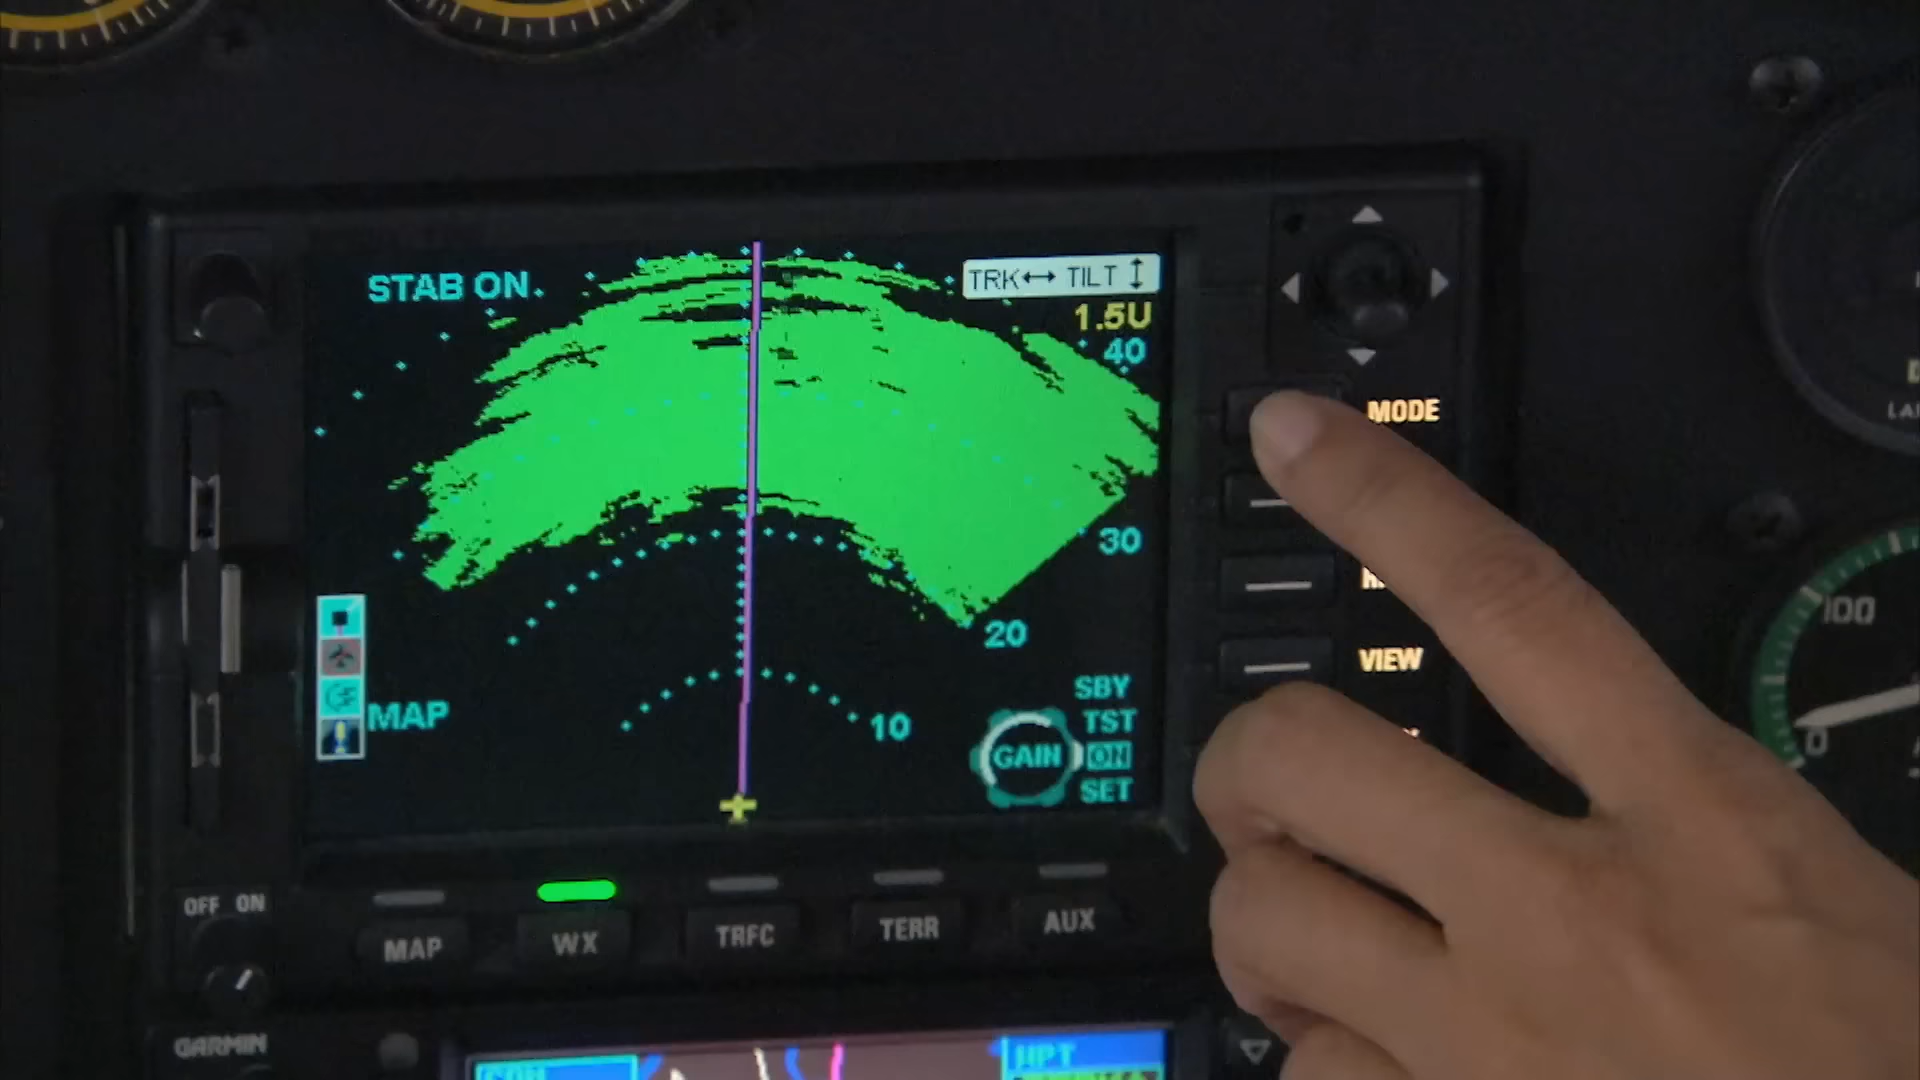 STAB ON
TRK↔ TILT↕
1.5U
40
30
20
10
MAP
SBY
TST
GAIN
ON
SET
MODE
VIEW
OFF ON
MAP
WX
TRFC
TERR
AUX
GARMIN
100
0